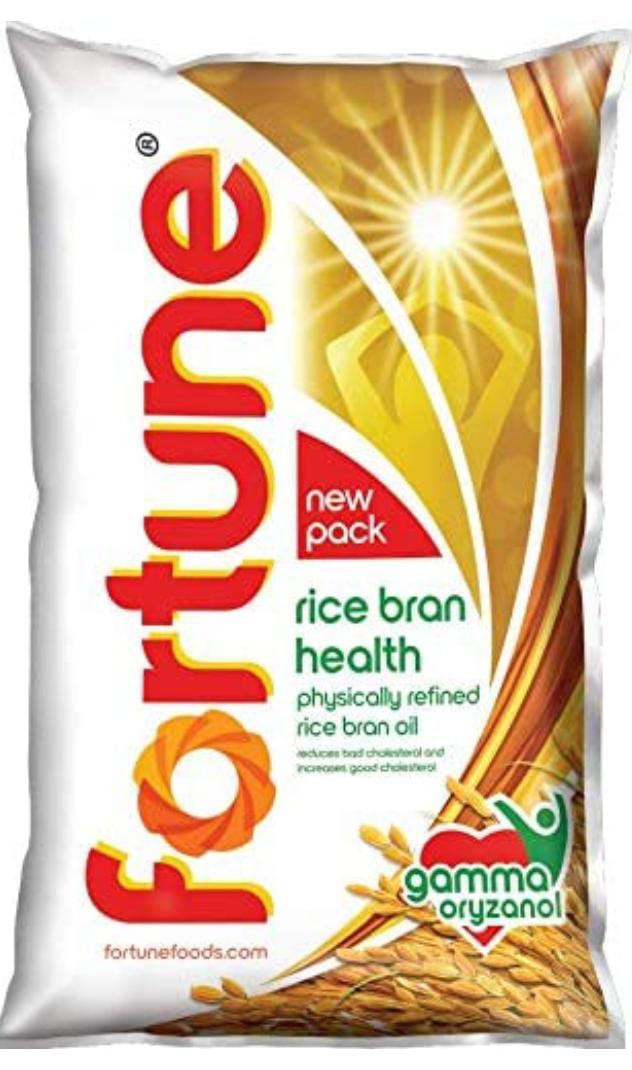 fortune®
new
pack
rice bran
health
physically refined
rice bran oil
reduces bad cholesterol and
increases good cholesterol
gamma
oryzanol
fortunefoods.com